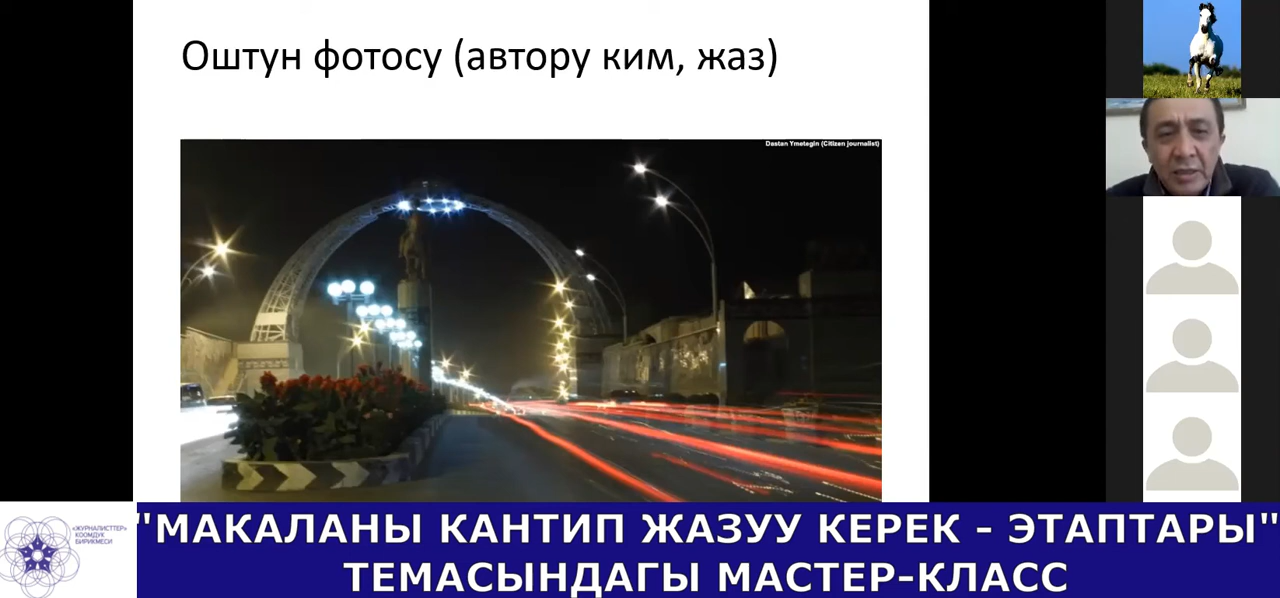 Оштун фотосу (автору ким, жаз)
Dastan Ymetegin (Citizen journalist)
«ЖУРНАЛИСТТЕР»
КООМДУК
БИРИКМЕСИ
"МАКАЛАНЫ КАНТИП ЖАЗУУ КЕРЕК - ЭТАПТАРЫ"
ТЕМАСЫНДАГЫ МАСТЕР-КЛАСС